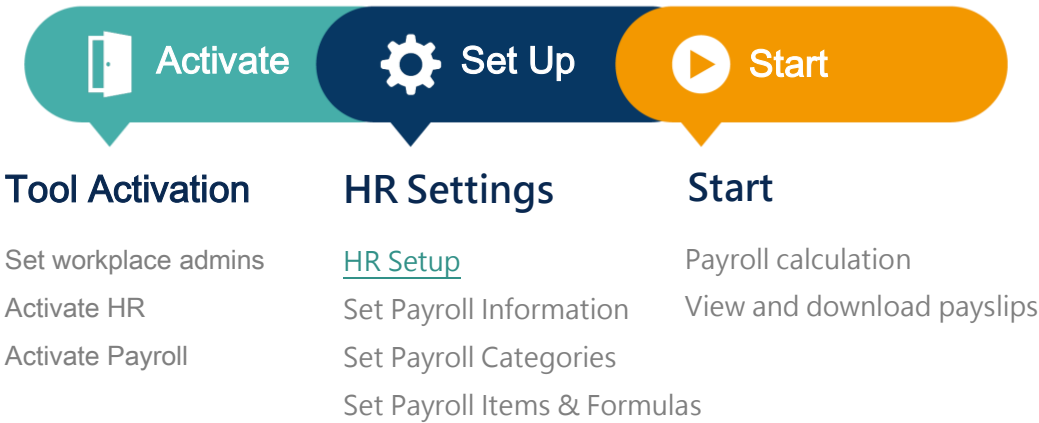 Activate
Set Up
Start
Tool Activation
Set workplace admins
Activate HR
Activate Payroll
HR Settings
HR Setup
Set Payroll Information
Set Payroll Categories
Set Payroll Items & Formulas
Start
Payroll calculation
View and download payslips